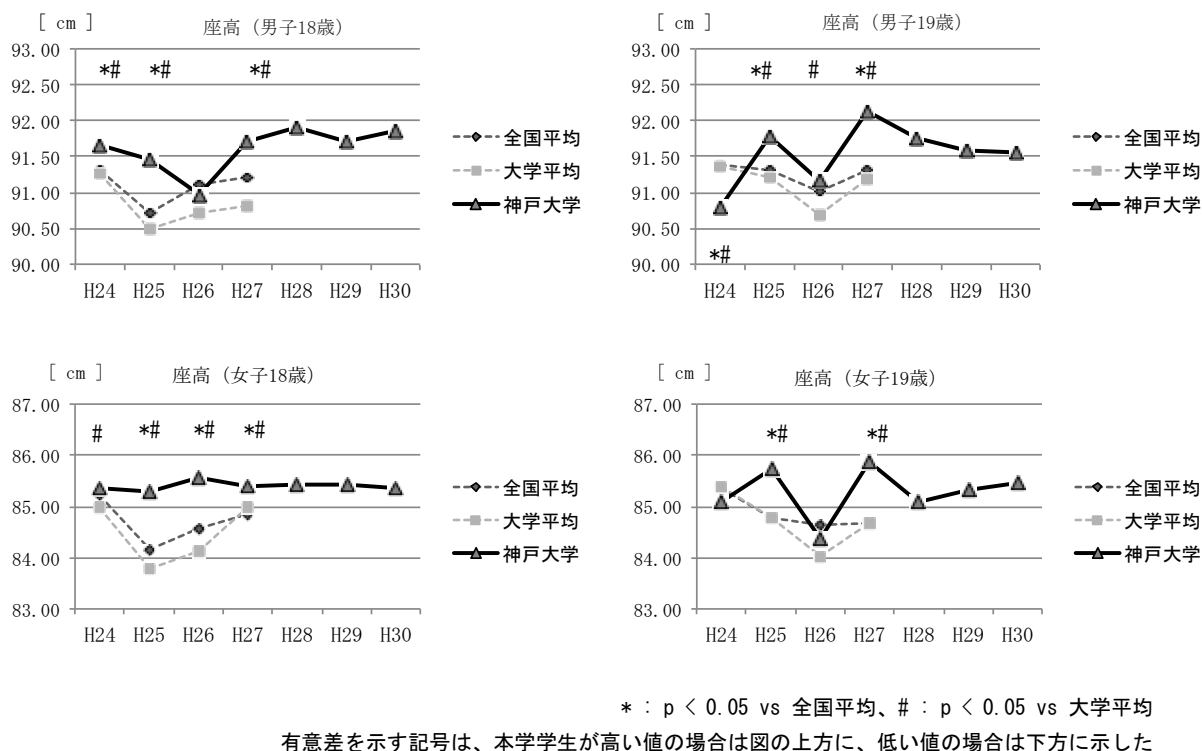 [ cm ] 座高（男子18歳）
93.00
*# *# *#
92.50
92.00
91.50
91.00
90.50
90.00
H24 H25 H26 H27 H28 H29 H30
全国平均
大学平均
神戸大学
[ cm ] 座高（男子19歳）
93.00
*# # *#
92.50
92.00
91.50
91.00
90.50
90.00
*#
H24 H25 H26 H27 H28 H29 H30
全国平均
大学平均
神戸大学
[ cm ] 座高（女子18歳）
87.00
# *# *# *#
86.00
85.00
84.00
83.00
H24 H25 H26 H27 H28 H29 H30
全国平均
大学平均
神戸大学
[ cm ] 座高（女子19歳）
87.00
*# *#
86.00
85.00
84.00
83.00
H24 H25 H26 H27 H28 H29 H30
全国平均
大学平均
神戸大学
* : p < 0.05 vs 全国平均、# : p < 0.05 vs 大学平均
有意差を示す記号は、本学学生が高い値の場合は図の上方に、低い値の場合は下方に示した